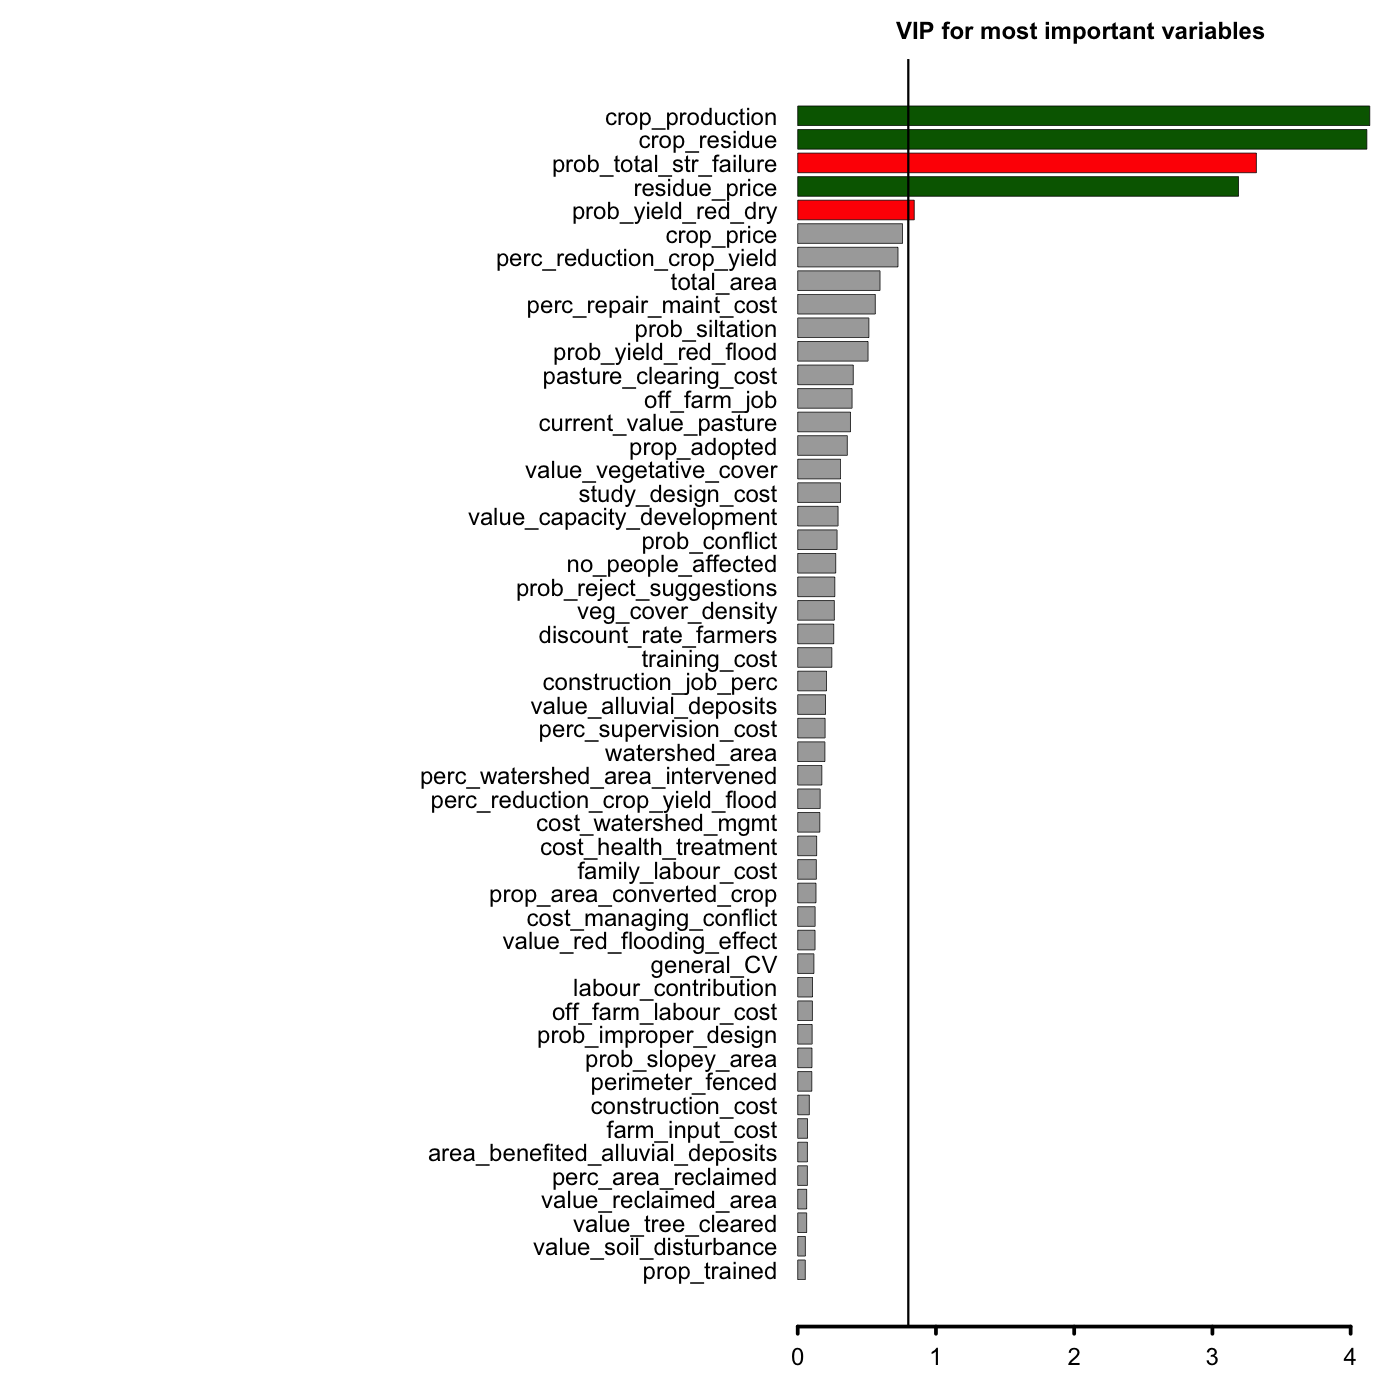 VIP for most important variables
crop_production
crop_residue
prob_total_str_failure
residue_price
prob_yield_red_dry
crop_price
perc_reduction_crop_yield
total_area
perc_repair_maint_cost
prob_siltation
prob_yield_red_flood
pasture_clearing_cost
off_farm_job
current_value_pasture
prop_adopted
value_vegetative_cover
study_design_cost
value_capacity_development
prob_conflict
no_people_affected
prob_reject_suggestions
veg_cover_density
discount_rate_farmers
training_cost
construction_job_perc
value_alluvial_deposits
perc_supervision_cost
watershed_area
perc_watershed_area_intervened
perc_reduction_crop_yield_flood
cost_watershed_mgmt
cost_health_treatment
family_labour_cost
prop_area_converted_crop
cost_managing_conflict
value_red_flooding_effect
general_CV
labour_contribution
off_farm_labour_cost
prob_improper_design
prob_slopey_area
perimeter_fenced
construction_cost
farm_input_cost
area_benefited_alluvial_deposits
perc_area_reclaimed
value_reclaimed_area
value_tree_cleared
value_soil_disturbance
prop_trained
0 1 2 3 4